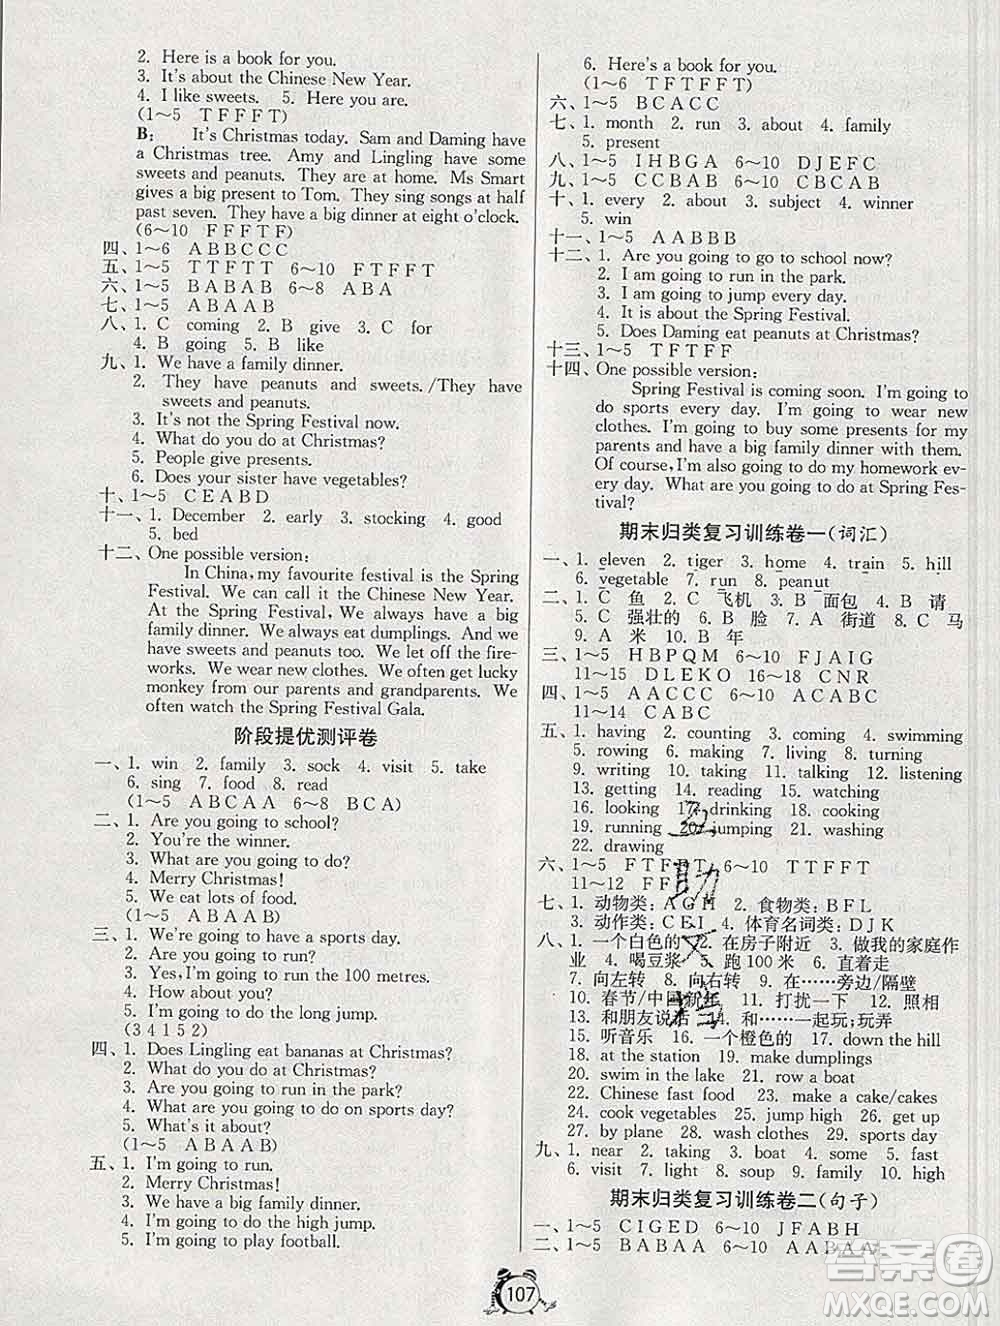 2. Here is a book for you.
3. It's about the Chinese New Year.
4. I like sweets. 5. Here you are.
(1～5 T F F F T)
B: It's Christmas today. Sam and Daming have
a Christmas tree. Amy and Lingling have some
sweets and peanuts. They are at home. Ms Smart
gives a big present to Tom. They sing songs at half
past seven. They have a big dinner at eight o'clock.
(6～10 F F F T F)
四、1～6 A B B C C C
五、1～5 T T F T T 6～10 F T F F T
六、1～5 B A B A B 6～8 A B A
七、1～5 A B A A B
八、1. C coming 2. B give 3. C for
4. B going 5. B like
九、1. We have a family dinner.
2. They have peanuts and sweets. /They have
sweets and peanuts.
3. It's not the Spring Festival now.
4. What do you do at Christmas?
5. People give presents.
6. Does your sister have vegetables?
十、1～5 C E A B D
十一、1. December 2. early 3. stocking 4. good
5. bed
十二、One possible version:
In China, my favourite festival is the Spring
Festival. We can call it the Chinese New Year.
At the Spring Festival, We always have a big
family dinner. We always eat dumplings. And we
have sweets and peanuts too. We let off the fire-
works. We wear new clothes. We often get lucky
monkey from our parents and grandparents. We
often watch the Spring Festival Gala.
阶段提优测评卷
一、1. win 2. family 3. sock 4. visit 5. take
6. sing 7. food 8. read
(1～5 A B C A A 6～8 B C A)
二、1. Are you going to school?
2. You're the winner.
3. What are you going to do?
4. Merry Christmas!
5. We eat lots of food.
(1～5 A B A A B)
三、1. We're going to have a sports day.
2. Are you going to run?
3. Yes, I'm going to run the 100 metres.
4. How about you?
5. I'm going to do the long jump.
(3 4 1 5 2)
四、1. Does Lingling eat bananas at Christmas?
2. What do you do at Christmas?
3. Are you going to run in the park?
4. What are you going to do on sports day?
5. What's it about?
(1～5 A B A A B)
五、1. I'm going to run.
2. Merry Christmas!
3. We have a big family dinner.
4. I'm going to do the high jump.
5. I'm going to play football.
6. Here's a book for you.
(1～6 T F T F F T)
六、1～5 B C A C C
七、1. month 2. run 3. about 4. family
5. present
八、1～5 I H B G A 6～10 D J E F C
九、1～5 C C B A B 6～10 C B C A B
十、1. every 2. about 3. subject 4. winner
5. win
十一、1～5 A A B B B
十二、1. Are you going to go to school now?
2. I am going to run in the park.
3. I am going to jump every day.
4. It is about the Spring Festival.
5. Does Daming eat peanuts at Christmas?
十三、1～5 T F T F F
十四、One possible version:
Spring Festival is coming soon. I'm going to
do sports every day. I'm going to wear new
clothes. I'm going to buy some presents for my
parents and have a big family dinner with them.
Of course, I'm also going to do my homework ev-
ery day. What are you going to do at Spring Fes-
tival?
期末归类复习训练卷一(词汇)
一、1. eleven 2. tiger 3. home 4. train 5. hill
6. vegetable 7. run 8. peanut
二、1. C 鱼 2. C 飞机 3. B 面包 4. B 请
5. C 强壮的 6. B 脸 7. A 街道 8. C 马
9. A 米 10. B 年
三、1～5 H B P Q M 6～10 F J A I G
11～15 D L E K O 16～18 C N R
四、1～5 A A C C C 6～10 A C A B C
11～14 C A B C
五、1. having 2. counting 3. coming 4. swimming
5. rowing 6. making 7. living 8. turning
9. writing 10. taking 11. talking 12. listening
13. getting 14. reading 15. watching
16. looking 17. drinking 18. cooking
19. running 20. jumping 21. washing
22. drawing
六、1～5 F T F T 6～10 T T F F T
11～12 F F
七、1. 动物类: A G H 2. 食物类: B F L
3. 动作类: C E I 4. 体育名词类: D J K
八、1. 一个白色的 2. 在房子附近 3. 做我的家庭作
业 4. 喝豆浆 5. 跑100米 6. 直着走
7. 向左转 8. 向右转 9. 在……旁边/隔壁
10. 春节/中国新年 11. 打扰一下 12. 照相
13. 和朋友说话 14. 和……一起玩;玩弄
15. 听音乐 16. 一个橙色的 17. down the hill
18. at the station 19. make dumplings
20. swim in the lake 21. row a boat
22. Chinese fast food 23. make a cake/cakes
24. cook vegetables 25. jump high 26. get up
27. by plane 28. wash clothes 29. sports day
九、1. near 2. taking 3. boat 4. some 5. fast
6. visit 7. light 8. soup 9. family 10. high
期末归类复习训练卷二(句子)
一、1～5 C I G E D 6～10 J F A B H
二、1～5 B A B A A 6～10 A A B A A
107
答案圈
MXQE.COM